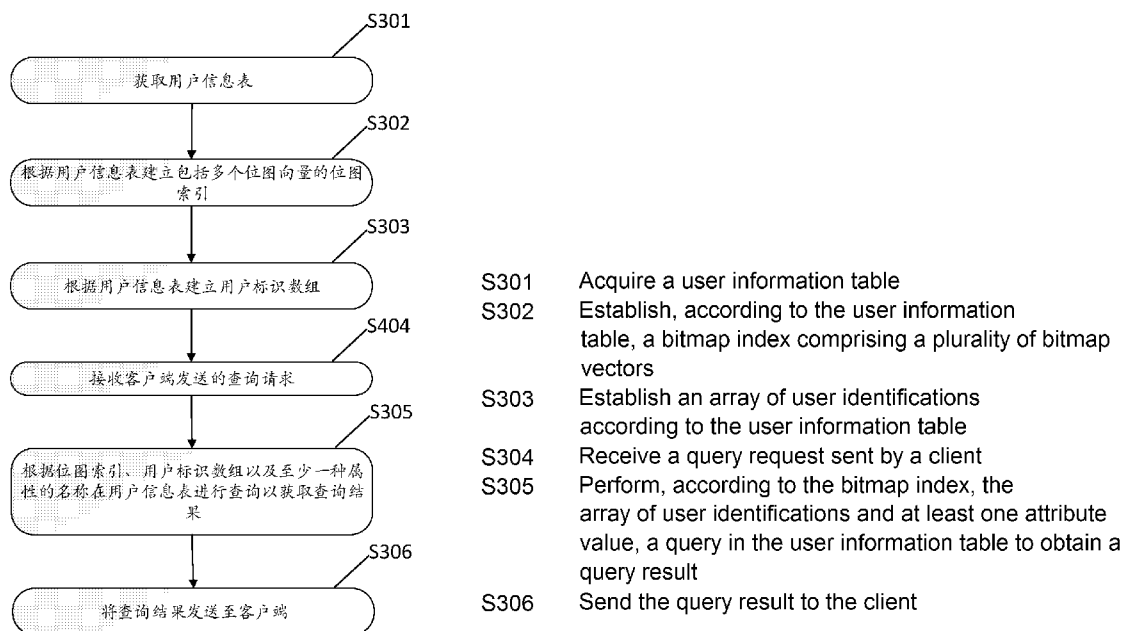 S301
获取用户信息表
S302
根据用户信息表建立包括多个位图向量的位图
索引
S303
根据用户信息表建立用户标识数组
S404
接收客户端发送的查询请求
S305
根据位图索引、用户标识数组以及至少一种属
性的名称在用户信息表进行查询以获取查询结
果
S306
将查询结果发送至客户端
S301 Acquire a user information table
S302 Establish, according to the user information
table, a bitmap index comprising a plurality of bitmap
vectors
S303 Establish an array of user identifications
according to the user information table
S304 Receive a query request sent by a client
S305 Perform, according to the bitmap index, the
array of user identifications and at least one attribute
value, a query in the user information table to obtain a
query result
S306 Send the query result to the client